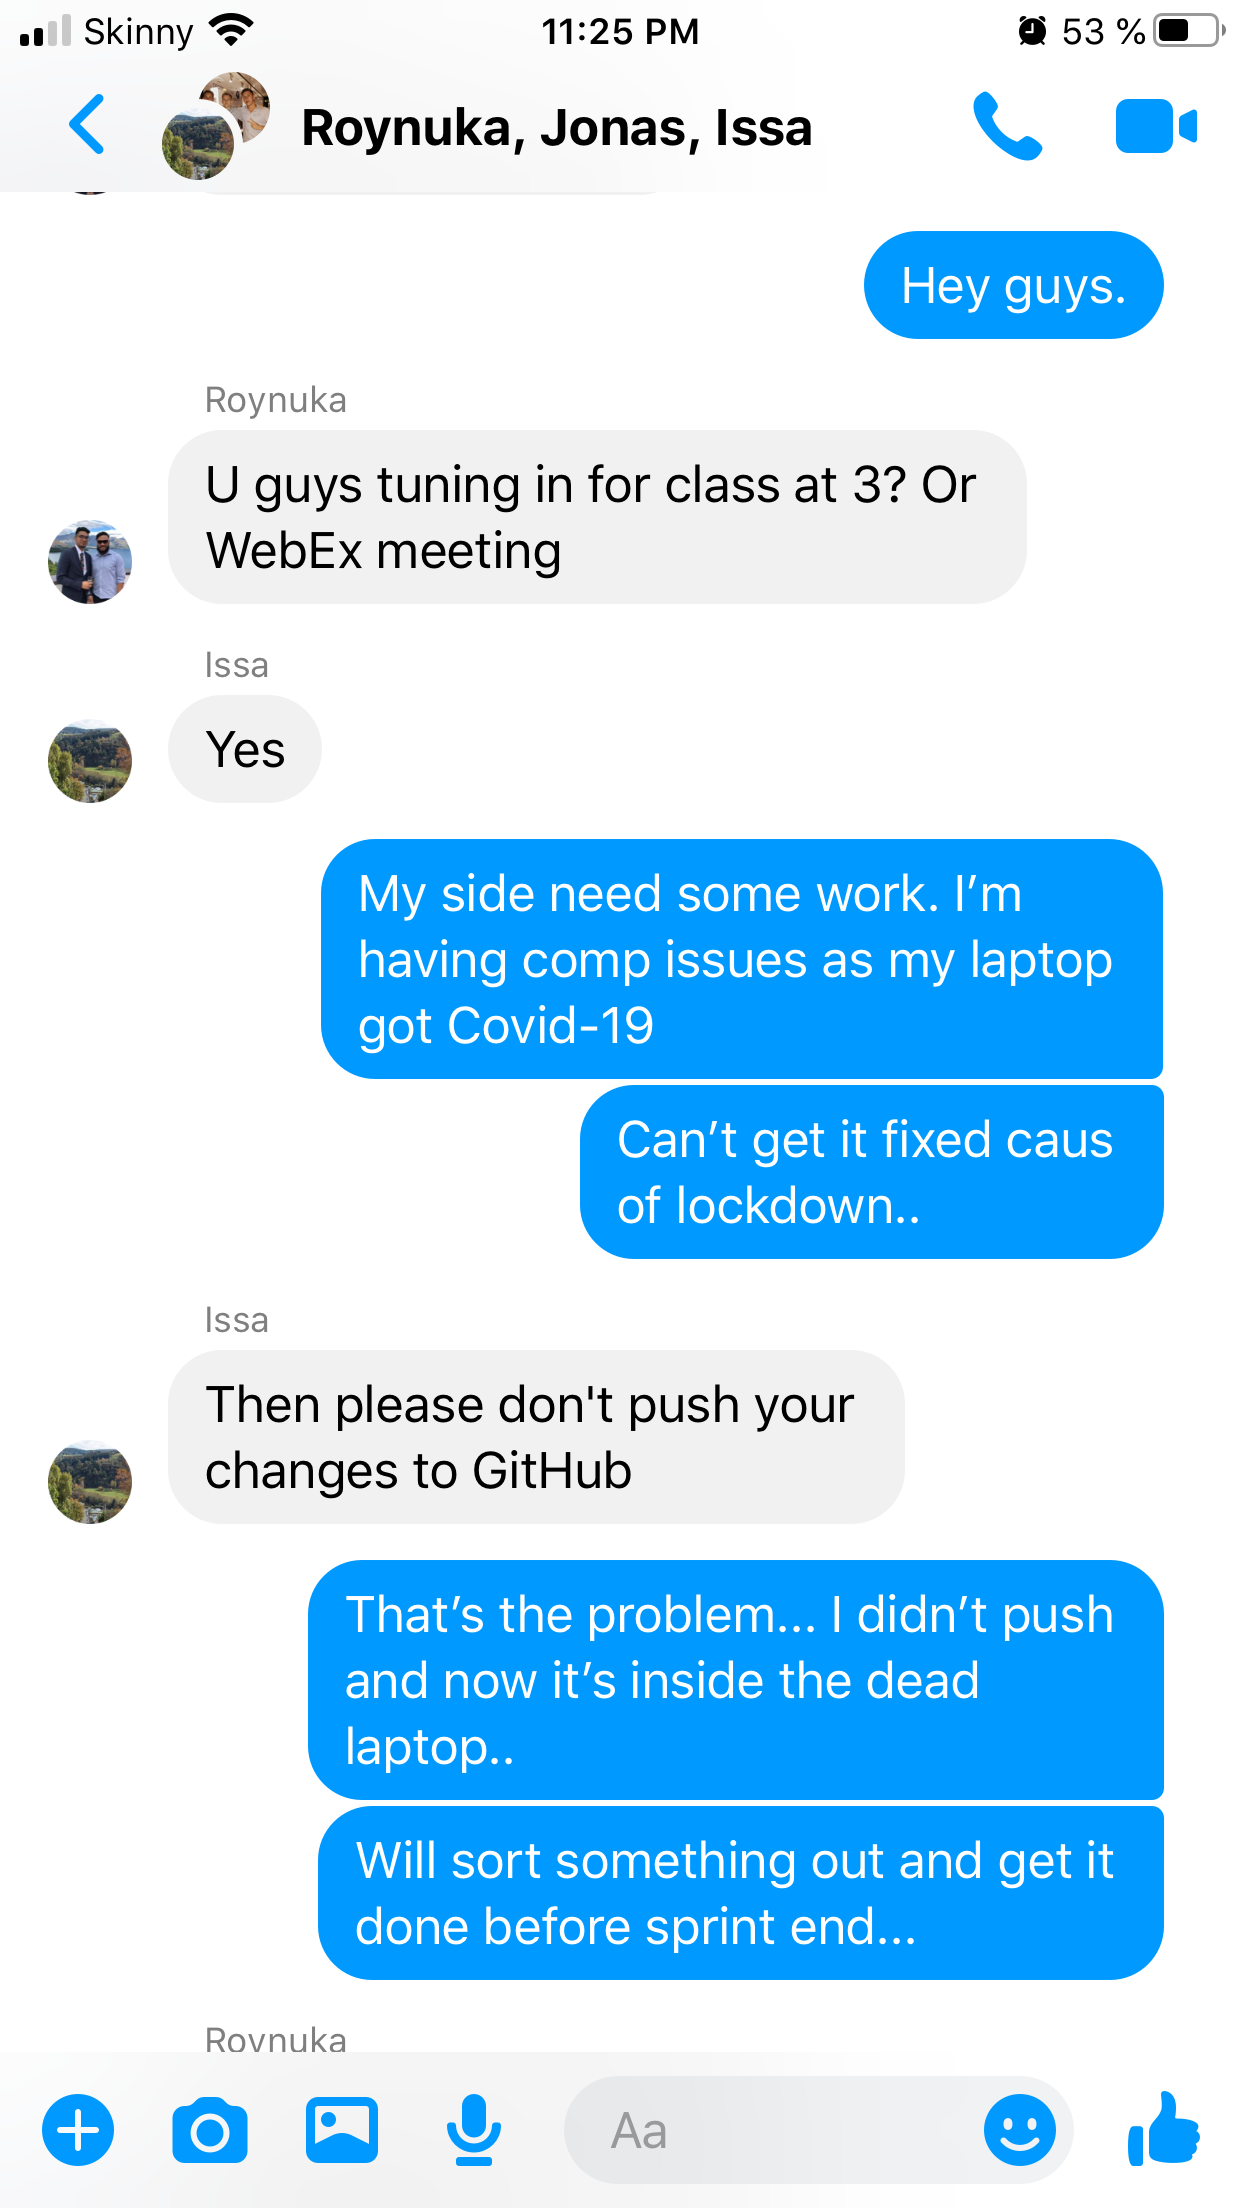 Skinny 11:25 PM 53 %
Roynuka, Jonas, Issa
Hey guys.
Roynuka
U guys tuning in for class at 3? Or
WebEx meeting
Issa
Yes
My side need some work. I’m
having comp issues as my laptop
got Covid-19
Can’t get it fixed caus
of lockdown..
Issa
Then please don't push your
changes to GitHub
That’s the problem... I didn’t push
and now it’s inside the dead
laptop..
Will sort something out and get it
done before sprint end...
Roynuka
Aa